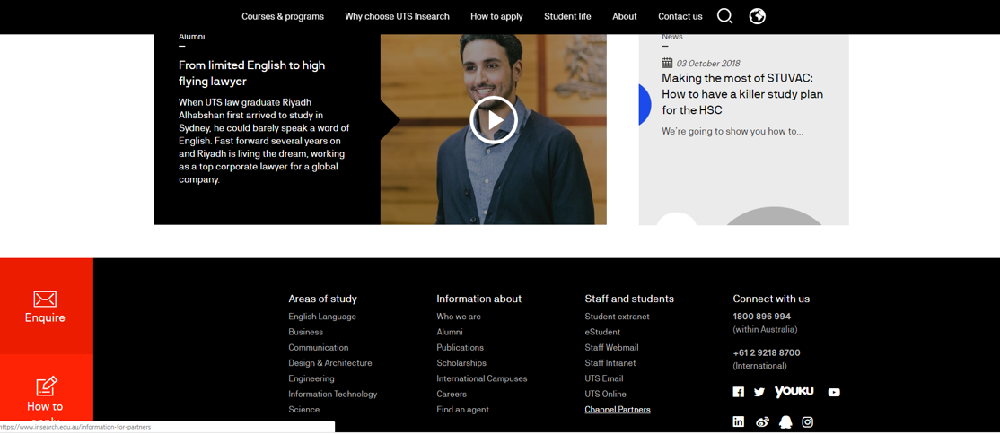 Courses & programs Why choose UTS Insearch How to apply Student life About Contact us
Alumni
From limited English to high
flying lawyer
When UTS law graduate Riyadh
Alhabshan first arrived to study in
Sydney, he could barely speak a word of
English. Fast forward several years on
and Riyadh is living the dream, working
as a top corporate lawyer for a global
company.
News
03 October 2018
Making the most of STUVAC:
How to have a killer study plan
for the HSC
We're going to show you how to...
Enquire
How to
apply
Areas of study
English Language
Business
Communication
Design & Architecture
Engineering
Information Technology
Science
Information about
Who we are
Alumni
Publications
Scholarships
International Campuses
Careers
Find an agent
Staff and students
Student extranet
eStudent
Staff Webmail
Staff Intranet
UTS Email
UTS Online
Channel Partners
Connect with us
1800 896 994
(within Australia)
+61 2 9218 8700
(International)
YOUKU
https://www.insearch.edu.au/information-for-partners